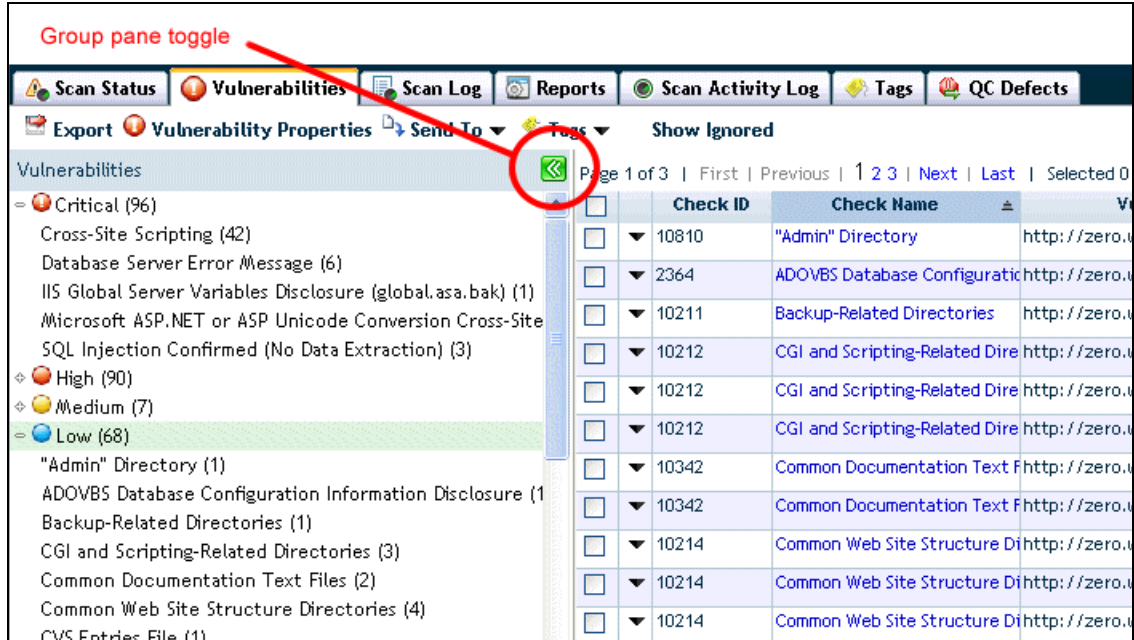 Group pane toggle
Scan Status Vulnerabilities Scan Log Reports Scan Activity Log Tags QC Defects
Export Vulnerability Properties Send To Tags Show Ignored
Vulnerabilities
Critical (96)
Cross-Site Scripting (42)
Database Server Error Message (6)
IIS Global Server Variables Disclosure (global.asa.bak) (1)
Microsoft ASP.NET or ASP Unicode Conversion Cross-Site
SQL Injection Confirmed (No Data Extraction) (3)
High (90)
Medium (7)
Low (68)
"Admin" Directory (1)
ADOVBS Database Configuration Information Disclosure (1
Backup-Related Directories (1)
CGI and Scripting-Related Directories (3)
Common Documentation Text Files (2)
Common Web Site Structure Directories (4)
CVS Entries File (1)
Page 1 of 3 | First | Previous | 1 2 3 | Next | Last | Selected 0
Check ID Check Name
10810 "Admin" Directory http://zero.
2364 ADOVBS Database Configuratic http://zero.
10211 Backup-Related Directories http://zero.
10212 CGI and Scripting-Related Dire http://zero.
10212 CGI and Scripting-Related Dire http://zero.
10212 CGI and Scripting-Related Dire http://zero.
10342 Common Documentation Text F http://zero.
10342 Common Documentation Text F http://zero.
10214 Common Web Site Structure Di http://zero.
10214 Common Web Site Structure Di http://zero.
10214 Common Web Site Structure Di http://zero.